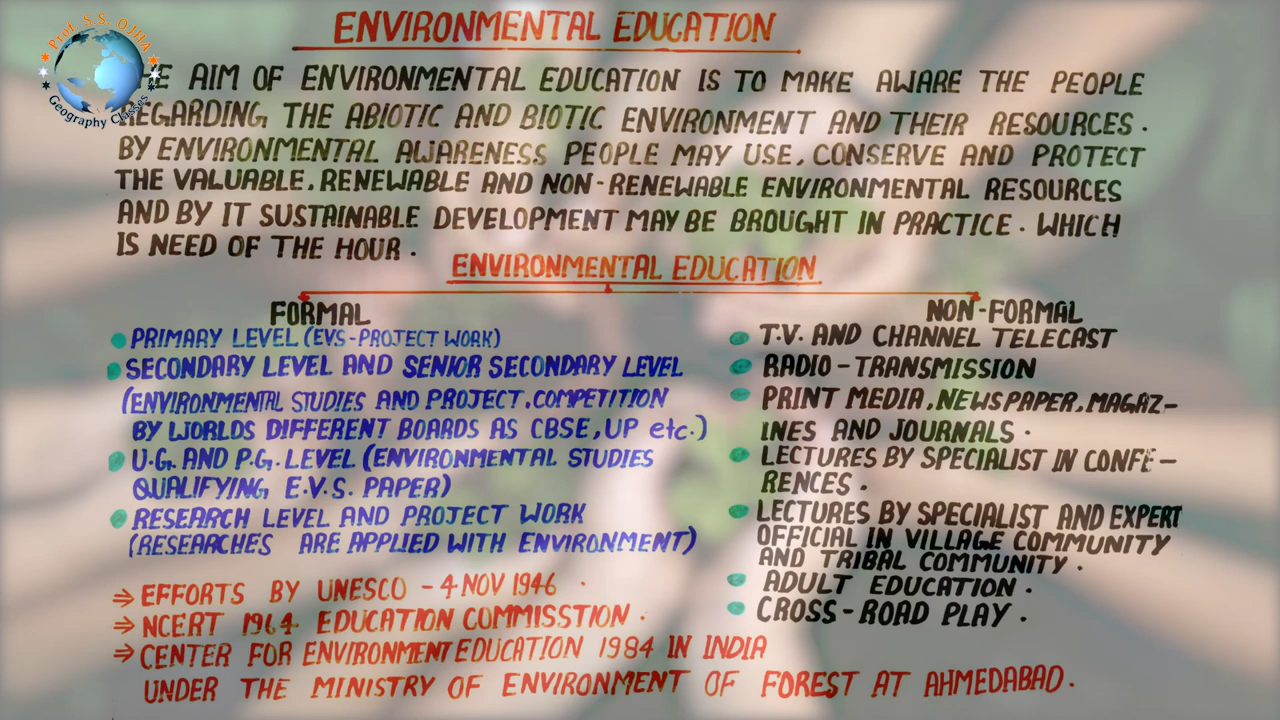 Prof. S.S. OJHA
Geography Classes
ENVIRONMENTAL EDUCATION
THE AIM OF ENVIRONMENTAL EDUCATION IS TO MAKE AWARE THE PEOPLE
REGARDING THE ABIOTIC AND BIOTIC ENVIRONMENT AND THEIR RESOURCES.
BY ENVIRONMENTAL AWARENESS PEOPLE MAY USE, CONSERVE AND PROTECT
THE VALUABLE, RENEWABLE AND NON-RENEWABLE ENVIRONMENTAL RESOURCES
AND BY IT SUSTAINABLE DEVELOPMENT MAY BE BROUGHT IN PRACTICE. WHICH
IS NEED OF THE HOUR.
ENVIRONMENTAL EDUCATION
FORMAL
• PRIMARY LEVEL (EVS-PROJECT WORK)
• SECONDARY LEVEL AND SENIOR SECONDARY LEVEL
(ENVIRONMENTAL STUDIES AND PROJECT, COMPETITION
BY WORLDS DIFFERENT BOARDS AS CBSE, UP etc.)
• U.G. AND P.G. LEVEL (ENVIRONMENTAL STUDIES
QUALIFYING E.V.S. PAPER)
• RESEARCH LEVEL AND PROJECT WORK
(RESEARCHES ARE APPLIED WITH ENVIRONMENT)
NON-FORMAL
• T.V. AND CHANNEL TELECAST
• RADIO-TRANSMISSION
• PRINT MEDIA, NEWSPAPER, MAGAZ-
INES AND JOURNALS.
• LECTURES BY SPECIALIST IN CONFE-
RENCES.
• LECTURES BY SPECIALIST AND EXPERT
OFFICIAL IN VILLAGE COMMUNITY
AND TRIBAL COMMUNITY.
• ADULT EDUCATION.
• CROSS-ROAD PLAY.
⇒ EFFORTS BY UNESCO - 4 NOV 1946
⇒ NCERT 1964 EDUCATION COMMISSTION.
⇒ CENTER FOR ENVIRONMENT EDUCATION 1984 IN INDIA
UNDER THE MINISTRY OF ENVIRONMENT OF FOREST AT AHMEDABAD.